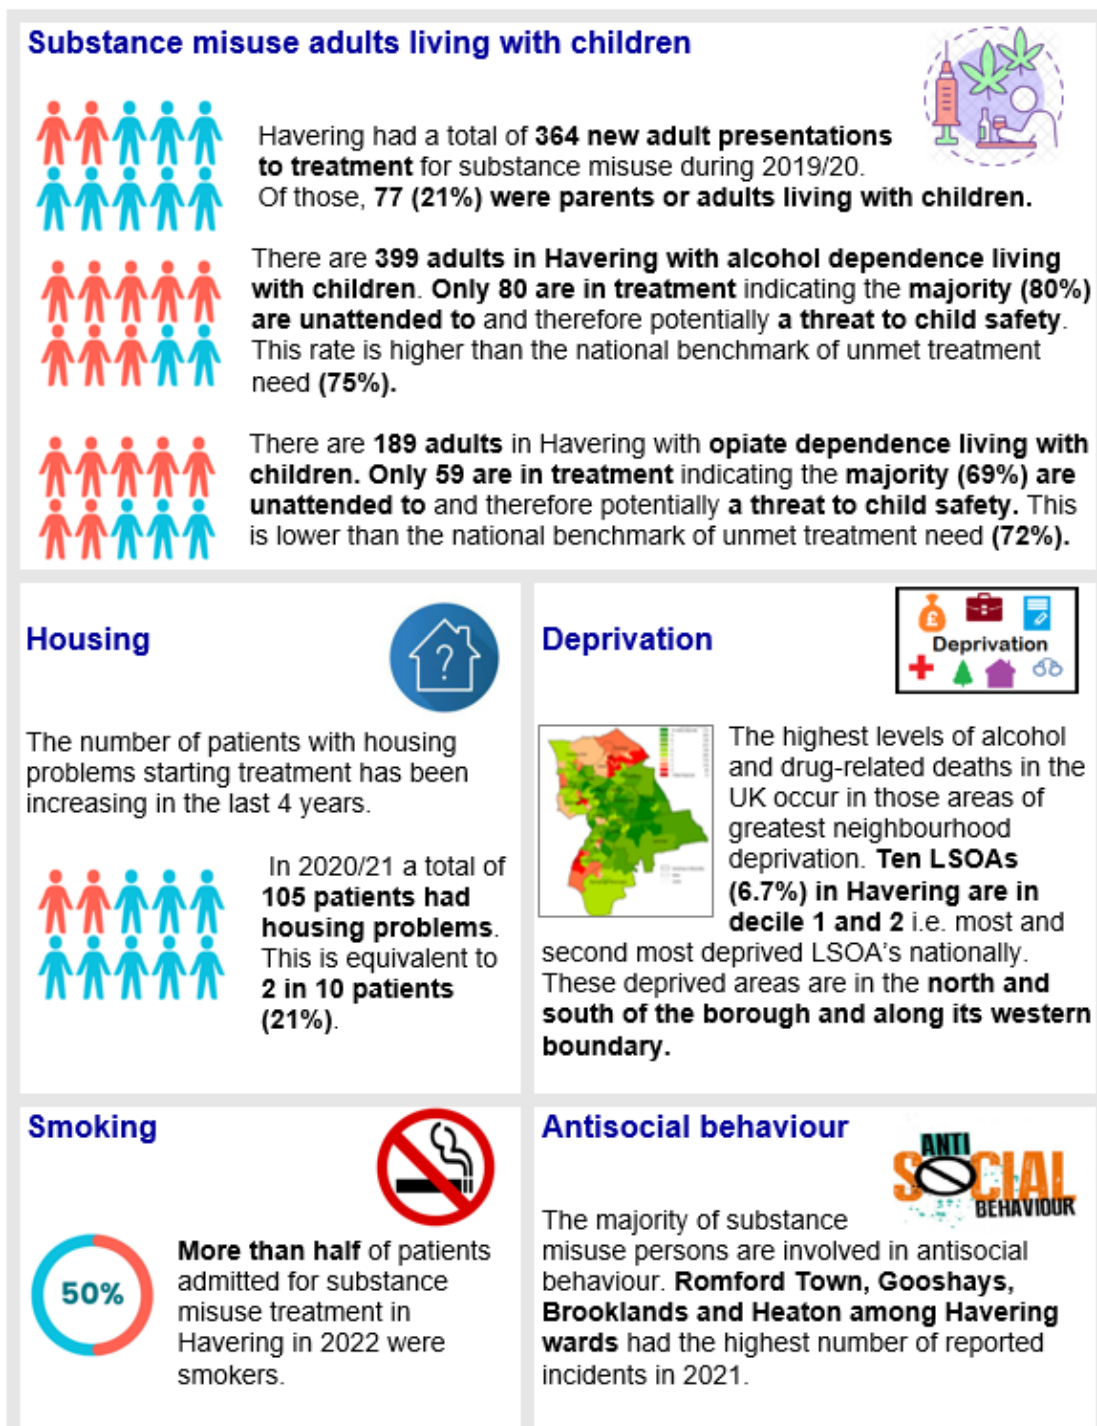 Substance misuse adults living with children
Havering had a total of 364 new adult presentations
to treatment for substance misuse during 2019/20.
Of those, 77 (21%) were parents or adults living with children.
There are 399 adults in Havering with alcohol dependence living
with children. Only 80 are in treatment indicating the majority (80%)
are unattended to and therefore potentially a threat to child safety.
This rate is higher than the national benchmark of unmet treatment
need (75%).
There are 189 adults in Havering with opiate dependence living with
children. Only 59 are in treatment indicating the majority (69%) are
unattended to and therefore potentially a threat to child safety. This
is lower than the national benchmark of unmet treatment need (72%).
Housing
?
The number of patients with housing
problems starting treatment has been
increasing in the last 4 years.
In 2020/21 a total of
105 patients had
housing problems.
This is equivalent to
2 in 10 patients
(21%).
Deprivation
£
Deprivation
The highest levels of alcohol
and drug-related deaths in the
UK occur in those areas of
greatest neighbourhood
deprivation. Ten LSOAs
(6.7%) in Havering are in
decile 1 and 2 i.e. most and
second most deprived LSOA's nationally.
These deprived areas are in the north and
south of the borough and along its western
boundary.
Smoking
50%
More than half of patients
admitted for substance
misuse treatment in
Havering in 2022 were
smokers.
Antisocial behaviour
ANTI
SOCIAL
BEHAVIOUR
The majority of substance
misuse persons are involved in antisocial
behaviour. Romford Town, Gooshays,
Brooklands and Heaton among Havering
wards had the highest number of reported
incidents in 2021.